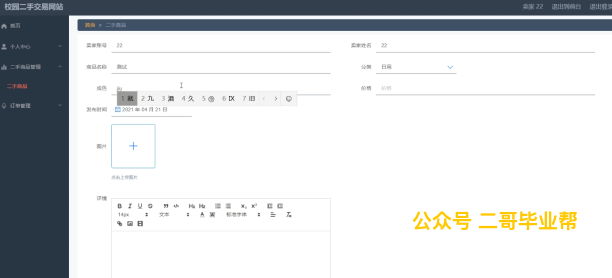 校园二手交易网站
卖家 22 退出到前台 退出登录
首页
首页 > 二手商品
个人中心
二手商品管理
二手商品
订单管理
卖家账号 22
卖家姓名 22
商品名称 测试
分类 日用
成色 jiu
价格 价格
1 就 2 九 3 酒 4 久 5 @ 6 IX 7 旧
发布时间 2021 年 04 月 21 日
图片
点击上传图片
详情
B I U S H₁ H₂ X₂ X²
14px 文本 标准字体
公众号 二哥毕业帮